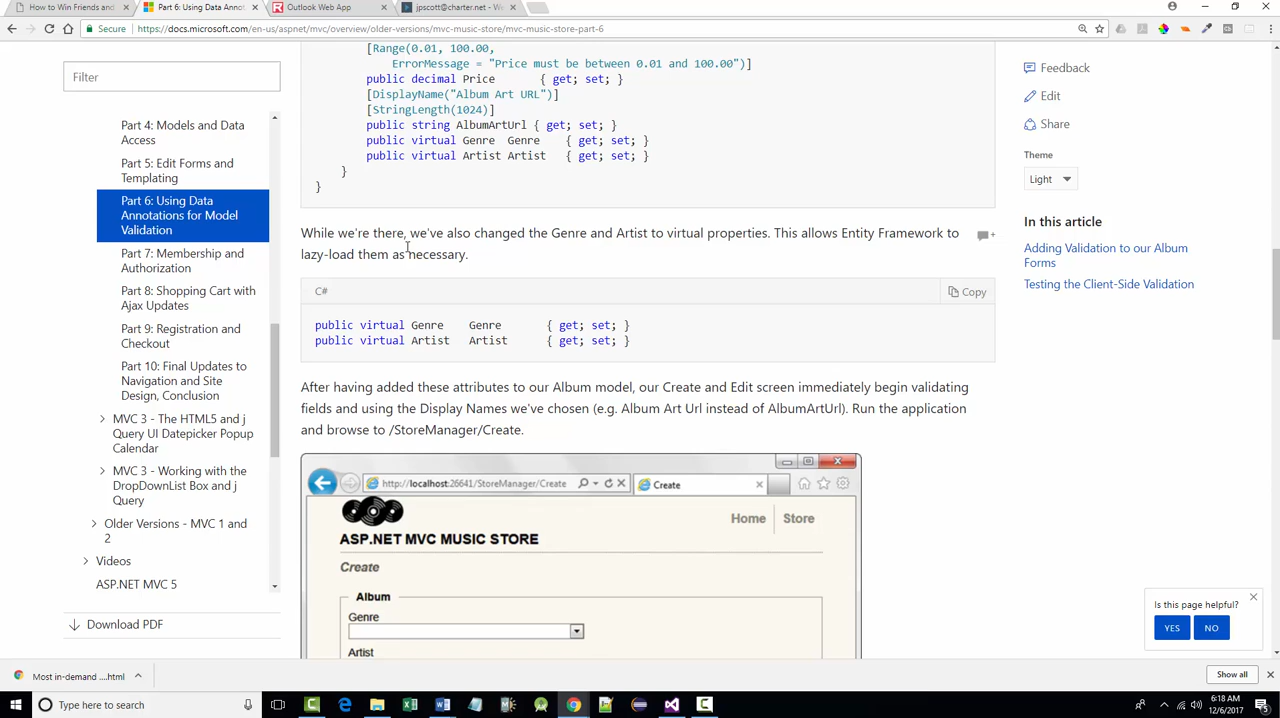 How to Win Friends and
Part 6: Using Data Annot
Outlook Web App
jpscott@charter.net - W
Secure
https://docs.microsoft.com/en-us/aspnet/mvc/overview/older-versions/mvc-music-store/mvc-music-store-part-6
Filter
Part 4: Models and Data
Access
Part 5: Edit Forms and
Templating
Part 6: Using Data
Annotations for Model
Validation
Part 7: Membership and
Authorization
Part 8: Shopping Cart with
Ajax Updates
Part 9: Registration and
Checkout
Part 10: Final Updates to
Navigation and Site
Design, Conclusion
MVC 3 - The HTML5 and j
Query UI Datepicker Popup
Calendar
MVC 3 - Working with the
DropDownList Box and j
Query
Older Versions - MVC 1 and
2
Videos
ASP.NET MVC 5
Download PDF
[Range(0.01, 100.00,
ErrorMessage = "Price must be between 0.01 and 100.00")]
public decimal Price { get; set; }
[DisplayName("Album Art URL")]
[StringLength(1024)]
public string AlbumArtUrl { get; set; }
public virtual Genre Genre { get; set; }
public virtual Artist Artist { get; set; }
}
}
While we're there, we've also changed the Genre and Artist to virtual properties. This allows Entity Framework to
lazy-load them as necessary.
C#
Copy
public virtual Genre Genre { get; set; }
public virtual Artist Artist { get; set; }
After having added these attributes to our Album model, our Create and Edit screen immediately begin validating
fields and using the Display Names we've chosen (e.g. Album Art Url instead of AlbumArtUrl). Run the application
and browse to /StoreManager/Create.
http://localhost:26641/StoreManager/Create
Create
Home
Store
ASP.NET MVC MUSIC STORE
Create
Album
Genre
Artist
Feedback
Edit
Share
Theme
Light
In this article
Adding Validation to our Album
Forms
Testing the Client-Side Validation
Is this page helpful?
YES
NO
Most in-demand ....html
Show all
Type here to search
6:18 AM
12/6/2017